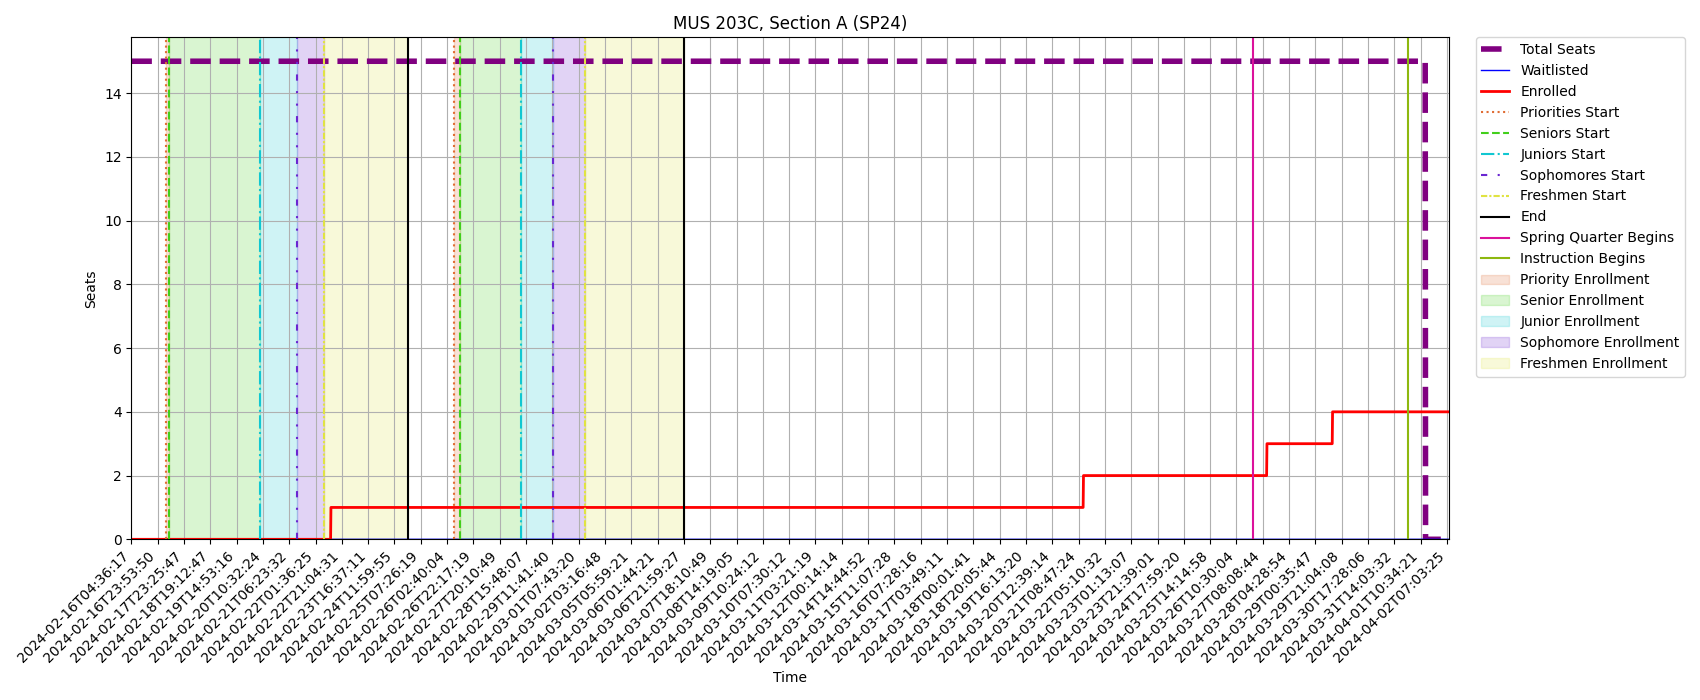 MUS 203C, Section A (SP24)
Seats
14
12
10
8
6
4
2
0
2024-02-16T04:36:17
2024-02-16T23:53:50
2024-02-17T23:25:47
2024-02-18T19:12:47
2024-02-19T14:53:16
2024-02-20T10:32:24
2024-02-21T06:23:32
2024-02-22T01:36:25
2024-02-22T21:04:31
2024-02-23T16:37:11
2024-02-24T11:59:55
2024-02-25T07:26:19
2024-02-26T02:40:04
2024-02-26T22:17:19
2024-02-27T20:10:49
2024-02-28T15:48:07
2024-02-29T11:41:40
2024-03-01T07:43:20
2024-03-02T03:16:48
2024-03-05T05:59:21
2024-03-06T01:44:21
2024-03-06T21:59:27
2024-03-07T18:10:49
2024-03-08T14:19:05
2024-03-09T10:24:12
2024-03-10T07:30:12
2024-03-11T03:21:19
2024-03-12T00:14:14
2024-03-14T14:44:52
2024-03-15T11:07:28
2024-03-16T07:28:16
2024-03-17T03:49:11
2024-03-18T00:01:41
2024-03-18T20:05:44
2024-03-19T16:13:20
2024-03-20T12:39:14
2024-03-21T08:47:24
2024-03-22T05:10:32
2024-03-23T01:13:07
2024-03-23T21:39:01
2024-03-24T17:59:20
2024-03-25T14:14:58
2024-03-26T10:30:04
2024-03-27T08:08:44
2024-03-28T04:28:54
2024-03-29T00:35:47
2024-03-29T21:04:08
2024-03-30T17:28:06
2024-03-31T14:03:32
2024-04-01T10:34:21
2024-04-02T07:03:25
Time
Total Seats
Waitlisted
Enrolled
Priorities Start
Seniors Start
Juniors Start
Sophomores Start
Freshmen Start
End
Spring Quarter Begins
Instruction Begins
Priority Enrollment
Senior Enrollment
Junior Enrollment
Sophomore Enrollment
Freshmen Enrollment